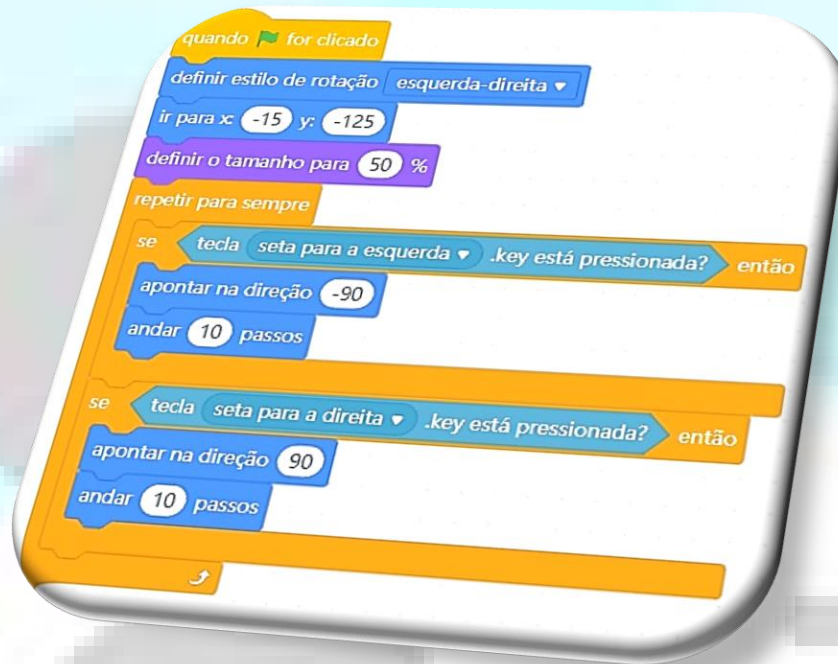 quando for clicado
definir estilo de rotação esquerda-direita
ir para x: -15 y: -125
definir o tamanho para 50 %
repetir para sempre
se tecla seta para a esquerda .key está pressionada? então
apontar na direção -90
andar 10 passos
se tecla seta para a direita .key está pressionada? então
apontar na direção 90
andar 10 passos